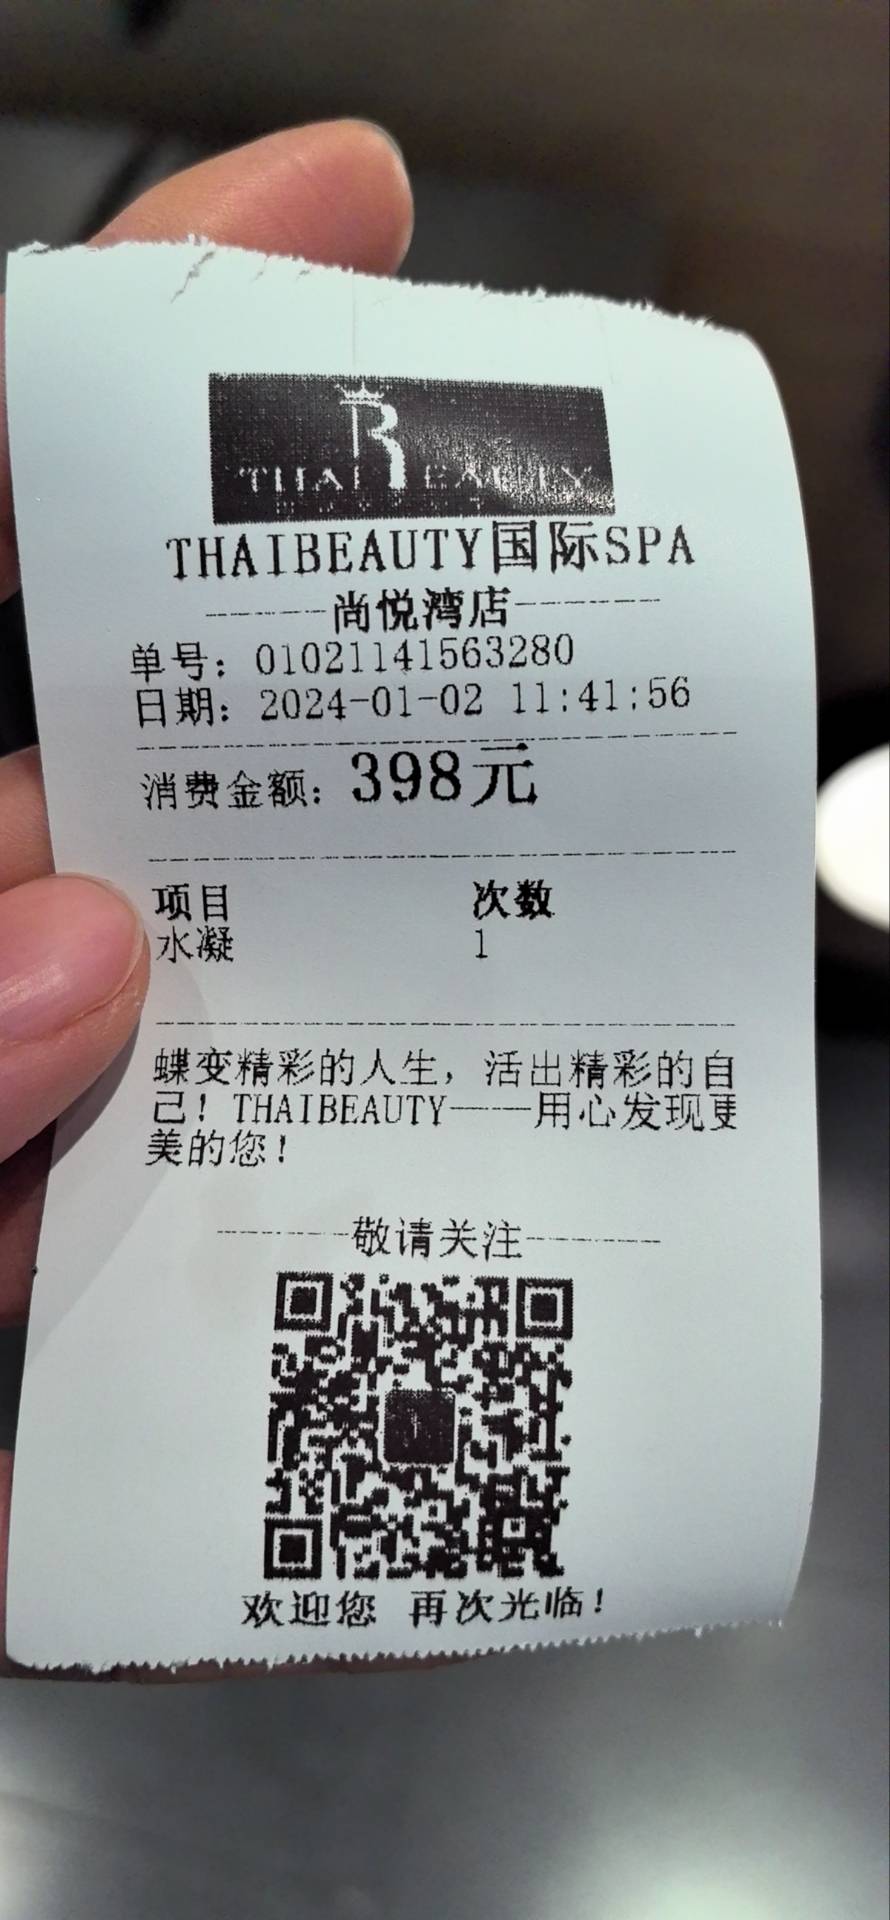 THAI BEAUTY
THAIBEAUTY国际SPA
尚悦湾店
单号: 01021141563280
日期: 2024-01-02 11:41:56
消费金额: 398元
项目 次数
水凝 1
蝶变精彩的人生，活出精彩的自
己！THAIBEAUTY——用心发现更
美的您！
敬请关注
欢迎您 再次光临！